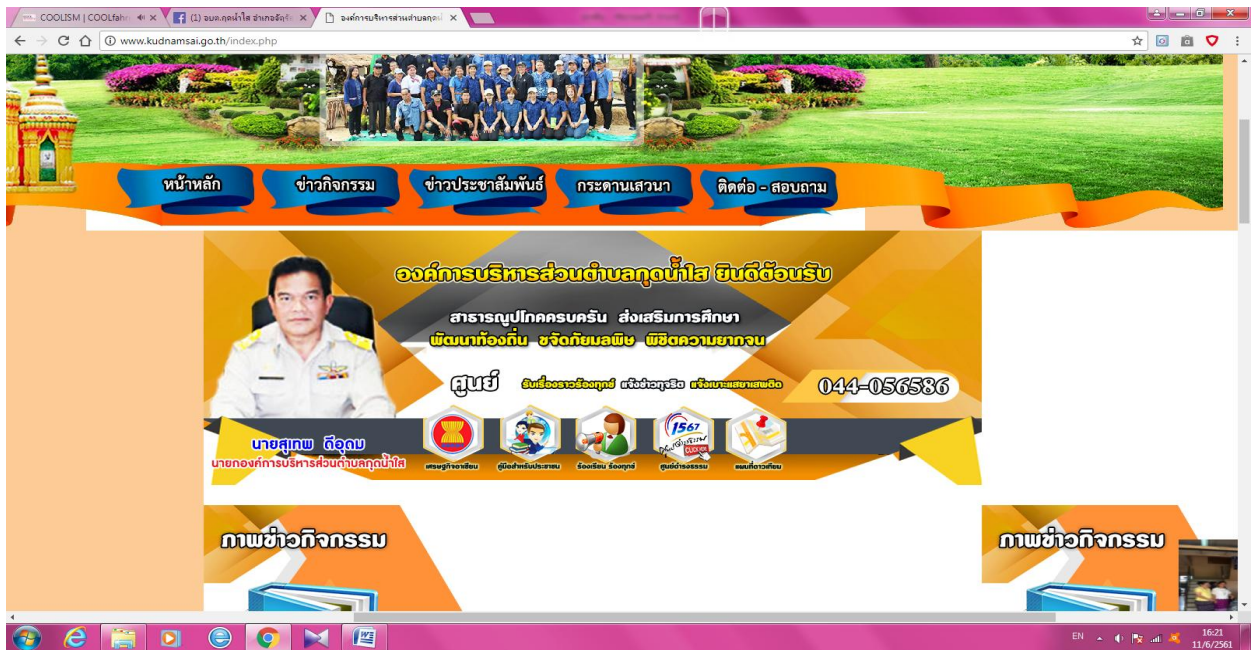 COOLISM | COOLfahr
(1) อบต.กุดน้ำใส อำเภอจัตุรั
องค์การบริหารส่วนตำบลกุดน้
www.kudnamsai.go.th/index.php
หน้าหลัก
ข่าวกิจกรรม
ข่าวประชาสัมพันธ์
กระดานเสวนา
ติดต่อ - สอบถาม
องค์การบริหารส่วนตำบลกุดน้ำใส ยินดีต้อนรับ
สาธารณูปโภคครบครัน ส่งเสริมการศึกษา
พัฒนาท้องถิ่น ขจัดภัยมลพิษ พิชิตความยากจน
ศูนย์ รับเรื่องราวร้องทุกข์ แจ้งข่าวทุจริต แจ้งเบาะแสยาเสพติด 044-056586
1567
CLICK
นายสุเทพ ดีอุดม
นายกองค์การบริหารส่วนตำบลกุดน้ำใส
เศรษฐกิจอาเซียน
คู่มือสำหรับประชาชน
ร้องเรียน ร้องทุกข์
ศูนย์ดำรงธรรม
แผนที่ดาวเทียม
ภาพข่าวกิจกรรม
ภาพข่าวกิจกรรม
EN
16:21
11/6/2561